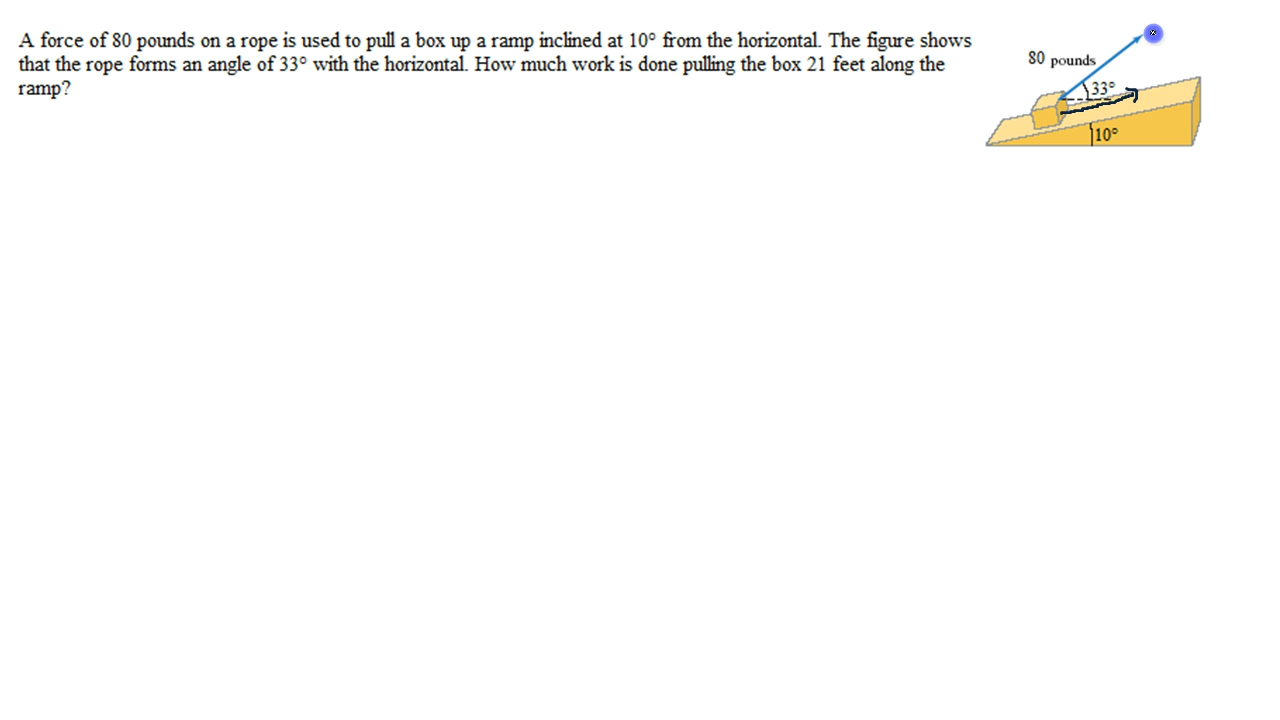 A force of 80 pounds on a rope is used to pull a box up a ramp inclined at 10° from the horizontal. The figure shows
that the rope forms an angle of 33° with the horizontal. How much work is done pulling the box 21 feet along the
ramp?
80 pounds
33°
10°